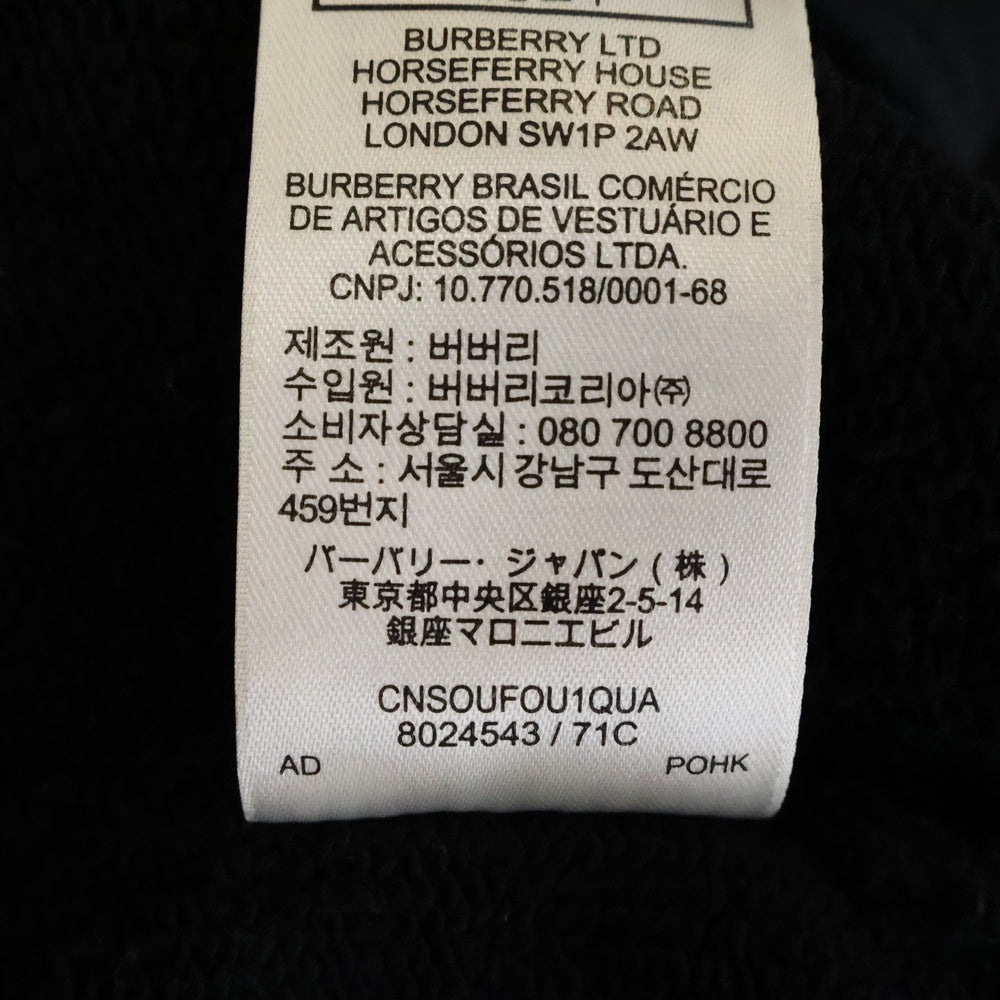 BURBERRY LTD
HORSEFERRY HOUSE
HORSEFERRY ROAD
LONDON SW1P 2AW
BURBERRY BRASIL COMÉRCIO
DE ARTIGOS DE VESTUÁRIO E
ACESSÓRIOS LTDA.
CNPJ: 10.770.518/0001-68
제조원 : 버버리
수입원 : 버버리코리아㈜
소비자상담실 : 080 700 8800
주 소 : 서울시 강남구 도산대로
459번지
バーバリー・ジャパン ( 株 )
東京都中央区銀座2-5-14
銀座マロニエビル
CNSOUFOU1QUA
8024543 / 71C
AD POHK